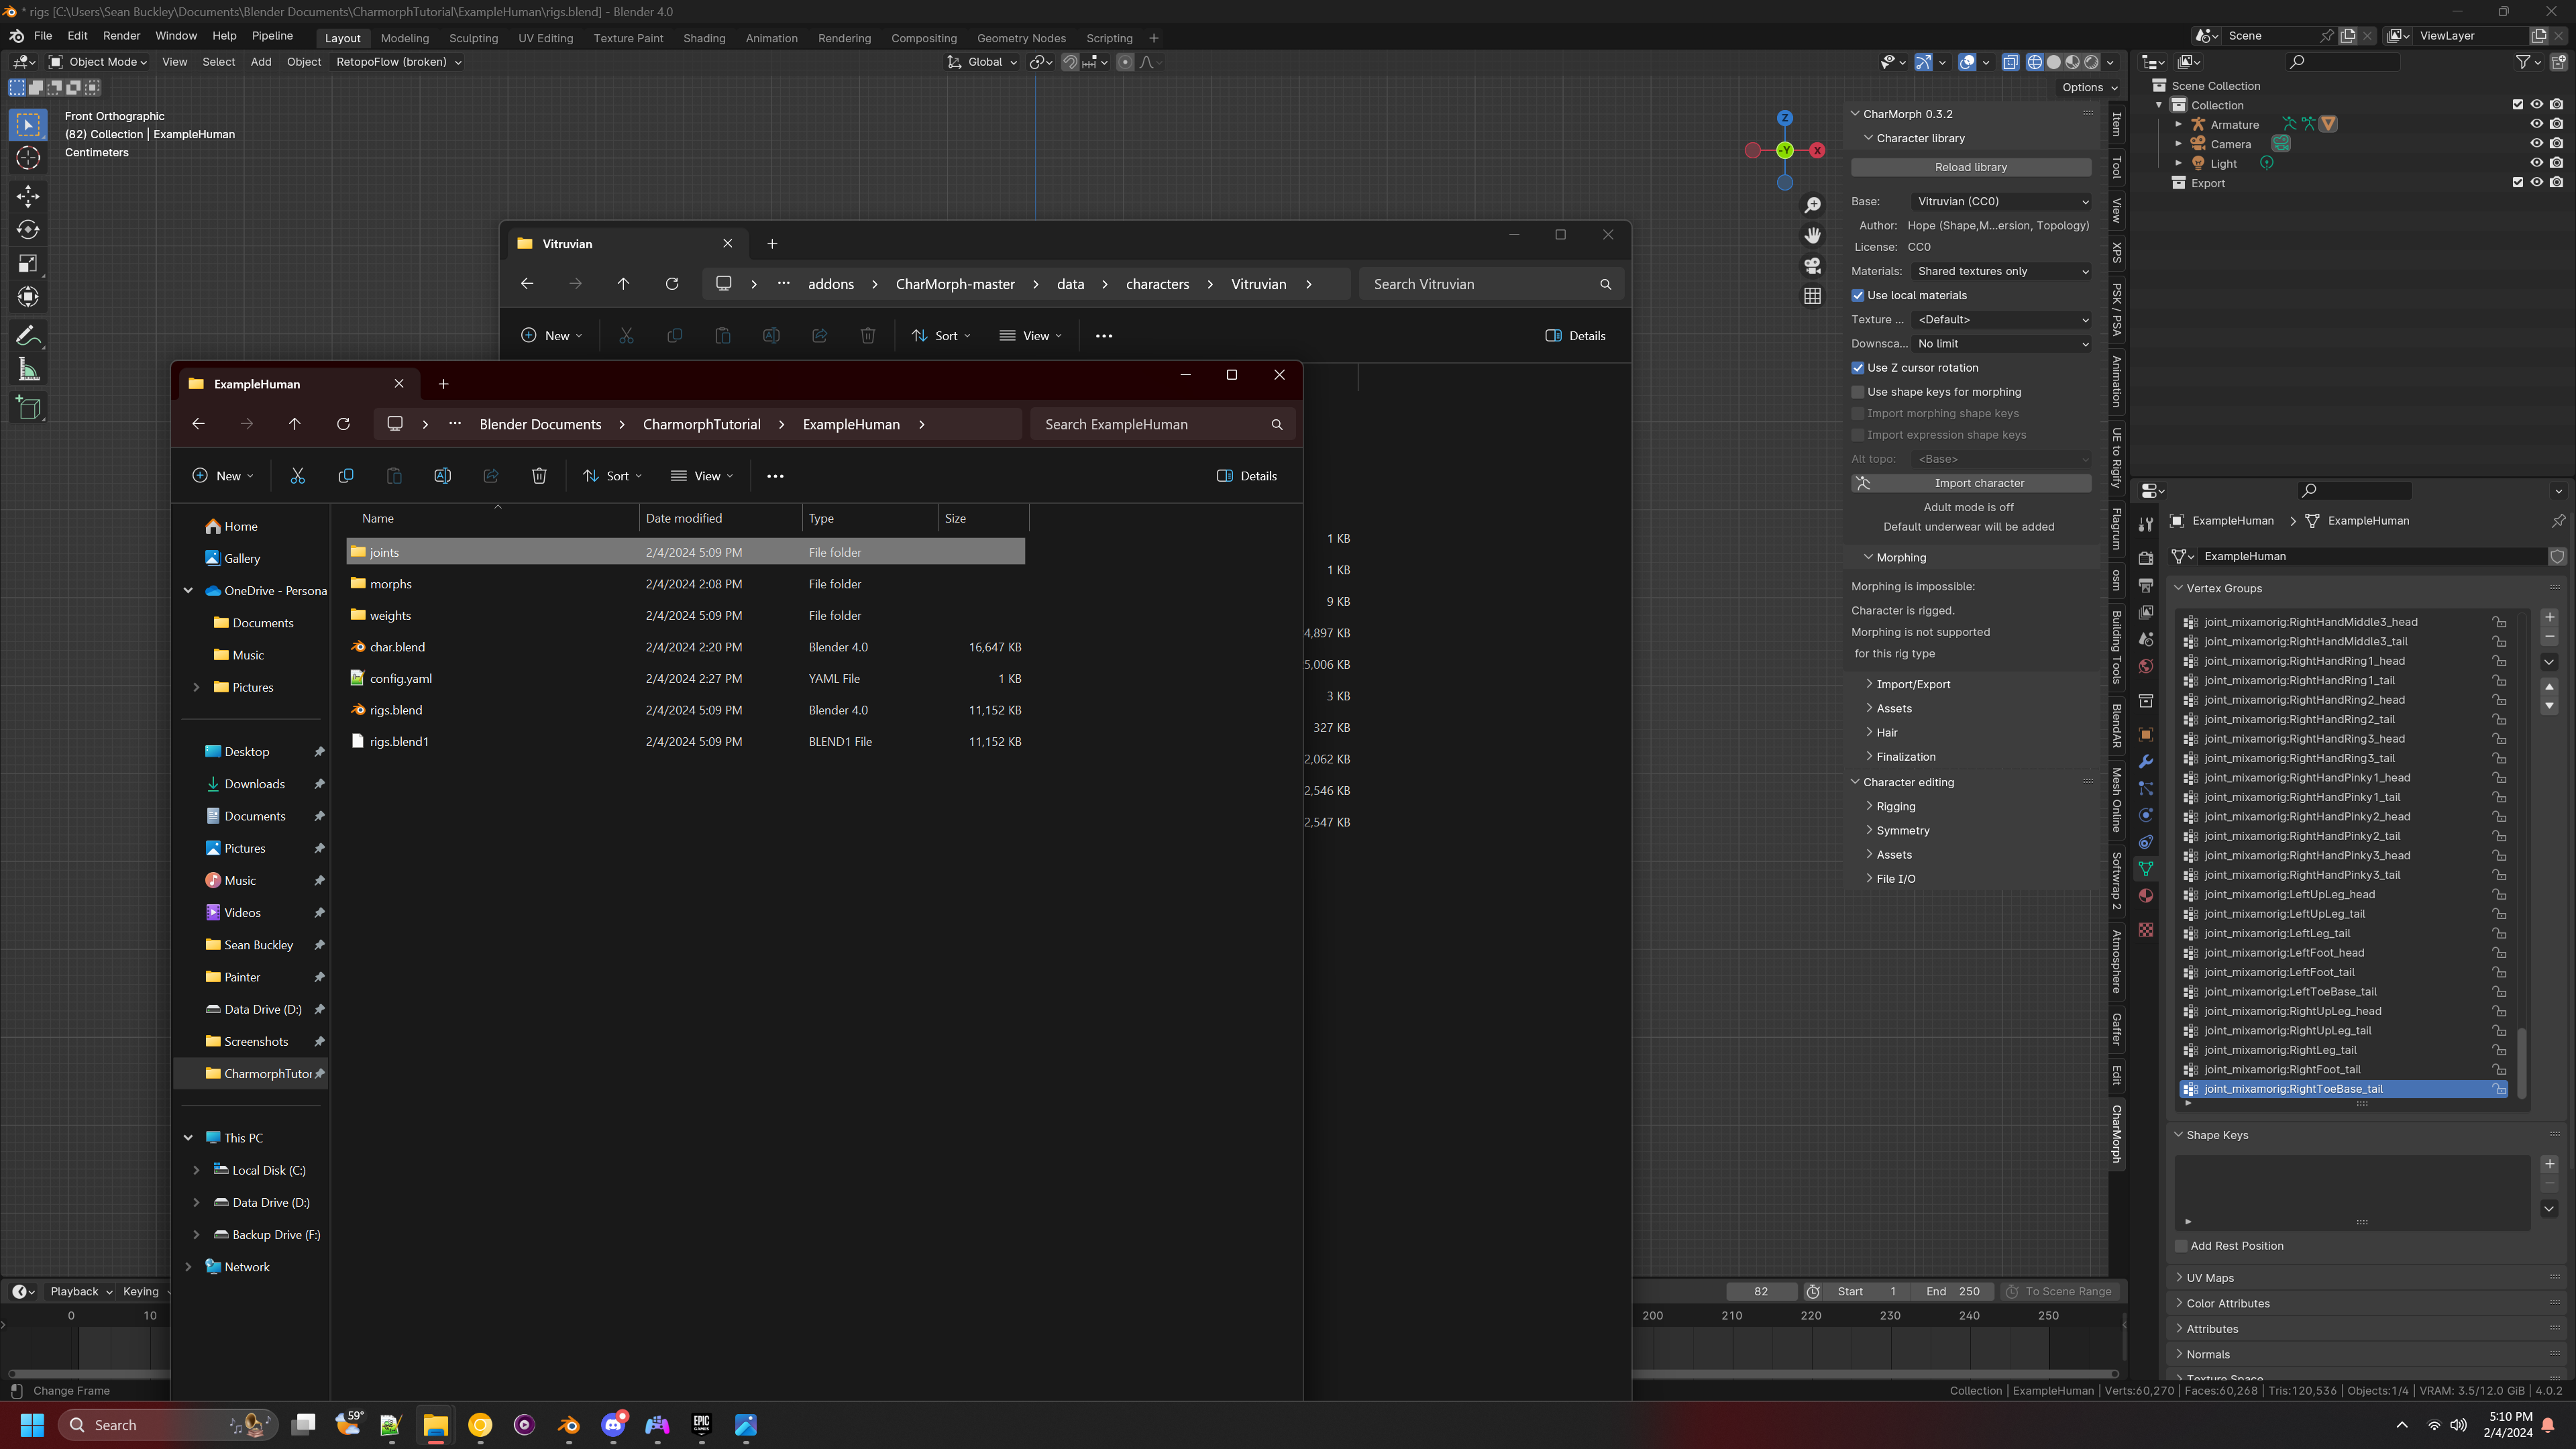 * rigs [C:\Users\Sean Buckley\Documents\Blender Documents\CharmorphTutorial\ExampleHuman\rigs.blend] - Blender 4.0
File Edit Render Window Help Pipeline
Layout Modeling Sculpting UV Editing Texture Paint Shading Animation Rendering Compositing Geometry Nodes Scripting +
Scene
ViewLayer
Object Mode View Select Add Object RetopoFlow (broken)
Global
Options
Front Orthographic
(82) Collection | ExampleHuman
Centimeters
Z
-Y
X
CharMorph 0.3.2
Character library
Reload library
Base: Vitruvian (CC0)
Author: Hope (Shape,M...ersion, Topology)
License: CC0
Materials: Shared textures only
Use local materials
Texture ... <Default>
Downsca... No limit
Use Z cursor rotation
Use shape keys for morphing
Import morphing shape keys
Import expression shape keys
Alt topo: <Base>
Import character
Adult mode is off
Default underwear will be added
Morphing
Morphing is impossible:
Character is rigged.
Morphing is not supported
for this rig type
Import/Export
Assets
Hair
Finalization
Character editing
Rigging
Symmetry
Assets
File I/O
Item
Tool
View
XPS
PSK / PSA
Animation
UE to Rigify
Flagrum
osm
Building Tools
BlendAR
Mesh Online
Softwrap 2
Atmosphere
Gaffer
Edit
CharMorph
Scene Collection
Collection
Armature
Camera
Light
Export
ExampleHuman > ExampleHuman
ExampleHuman
Vertex Groups
joint_mixamorig:RightHandMiddle3_head
joint_mixamorig:RightHandMiddle3_tail
joint_mixamorig:RightHandRing1_head
joint_mixamorig:RightHandRing1_tail
joint_mixamorig:RightHandRing2_head
joint_mixamorig:RightHandRing2_tail
joint_mixamorig:RightHandRing3_head
joint_mixamorig:RightHandRing3_tail
joint_mixamorig:RightHandPinky1_head
joint_mixamorig:RightHandPinky1_tail
joint_mixamorig:RightHandPinky2_head
joint_mixamorig:RightHandPinky2_tail
joint_mixamorig:RightHandPinky3_head
joint_mixamorig:RightHandPinky3_tail
joint_mixamorig:LeftUpLeg_head
joint_mixamorig:LeftUpLeg_tail
joint_mixamorig:LeftLeg_tail
joint_mixamorig:LeftFoot_head
joint_mixamorig:LeftFoot_tail
joint_mixamorig:LeftToeBase_tail
joint_mixamorig:RightUpLeg_head
joint_mixamorig:RightUpLeg_tail
joint_mixamorig:RightLeg_tail
joint_mixamorig:RightFoot_tail
joint_mixamorig:RightToeBase_tail
Shape Keys
Add Rest Position
UV Maps
Color Attributes
Attributes
Normals
Texture Space
Vitruvian
addons > CharMorph-master > data > characters > Vitruvian >
Search Vitruvian
New Sort View Details
1 KB
1 KB
9 KB
4,897 KB
5,006 KB
3 KB
327 KB
2,062 KB
2,546 KB
2,547 KB
ExampleHuman
Blender Documents > CharmorphTutorial > ExampleHuman >
Search ExampleHuman
New Sort View Details
Home
Gallery
OneDrive - Persona
Documents
Music
Pictures
Desktop
Downloads
Documents
Pictures
Music
Videos
Sean Buckley
Painter
Data Drive (D:)
Screenshots
CharmorphTutor
This PC
Local Disk (C:)
Data Drive (D:)
Backup Drive (F:)
Network
Name Date modified Type Size
joints 2/4/2024 5:09 PM File folder
morphs 2/4/2024 2:08 PM File folder
weights 2/4/2024 5:09 PM File folder
char.blend 2/4/2024 2:20 PM Blender 4.0 16,647 KB
config.yaml 2/4/2024 2:27 PM YAML File 1 KB
rigs.blend 2/4/2024 5:09 PM Blender 4.0 11,152 KB
rigs.blend1 2/4/2024 5:09 PM BLEND1 File 11,152 KB
Playback Keying
82 Start 1 End 250 To Scene Range
0 10 200 210 220 230 240 250
Change Frame
Collection | ExampleHuman | Verts:60,270 | Faces:60,268 | Tris:120,536 | Objects:1/4 | VRAM: 3.5/12.0 GiB | 4.0.2
Search
59°
EPIC GAMES
5:10 PM
2/4/2024